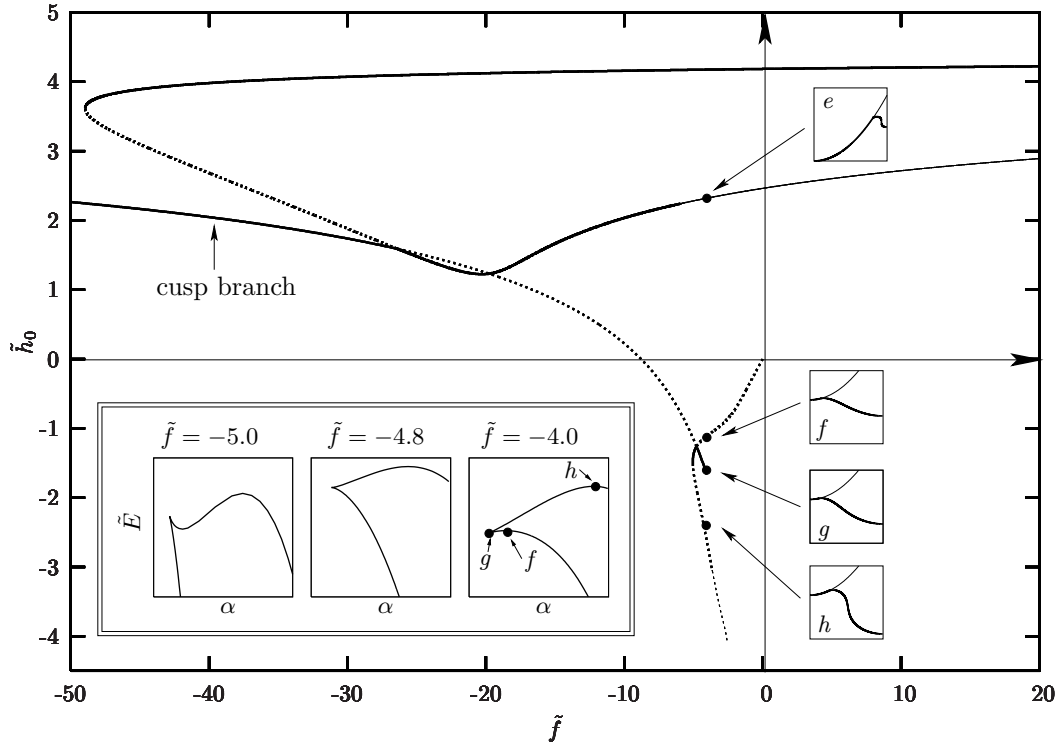 5
4
3
2
1
0
-1
-2
-3
-4
h̃₀
-50
-40
-30
-20
-10
0
10
20
f̃
e
cusp branch
f
g
h
f̃ = −5.0
f̃ = −4.8
f̃ = −4.0
Ẽ
h
g
f
α
α
α